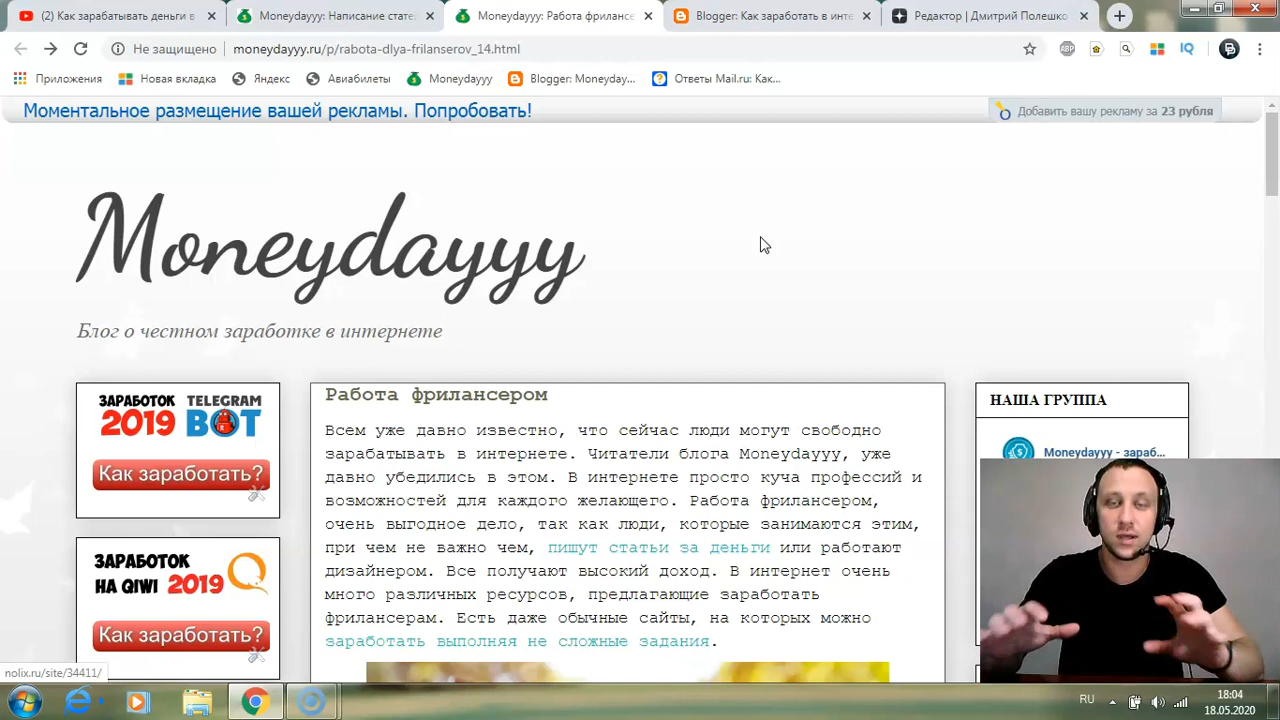 (2) Как зарабатывать деньги в
Moneydayyy: Написание стат
Moneydayyy: Работа фрилансе
Blogger: Как заработать в инте
Редактор | Дмитрий Полешко
Не защищено
moneydayyy.ru/p/rabota-dlya-frilanserov_14.html
ABP
IQ
Приложения
Новая вкладка
Яндекс
Авиабилеты
Moneydayyy
Blogger: Moneyday...
Ответы Mail.ru: Как...
Моментальное размещение вашей рекламы. Попробовать!
Добавить вашу рекламу за 23 рубля
Moneydayyy
Блог о честном заработке в интернете
ЗАРАБОТОК
2019
TELEGRAM
BOT
Как заработать?
ЗАРАБОТОК
НА QIWI 2019
Как заработать?
Работа фрилансером
Всем уже давно известно, что сейчас люди могут свободно
зарабатывать в интернете. Читатели блога Moneydayyy, уже
давно убедились в этом. В интернете просто куча профессий и
возможностей для каждого желающего. Работа фрилансером,
очень выгодное дело, так как люди, которые занимаются этим,
при чем не важно чем, пишут статьи за деньги или работают
дизайнером. Все получают высокий доход. В интернет очень
много различных ресурсов, предлагающие заработать
фрилансерам. Есть даже обычные сайты, на которых можно
заработать выполняя не сложные задания.
НАША ГРУППА
Moneydayyy - зараб...
nolix.ru/site/34411/
RU
18:04
18.05.2020